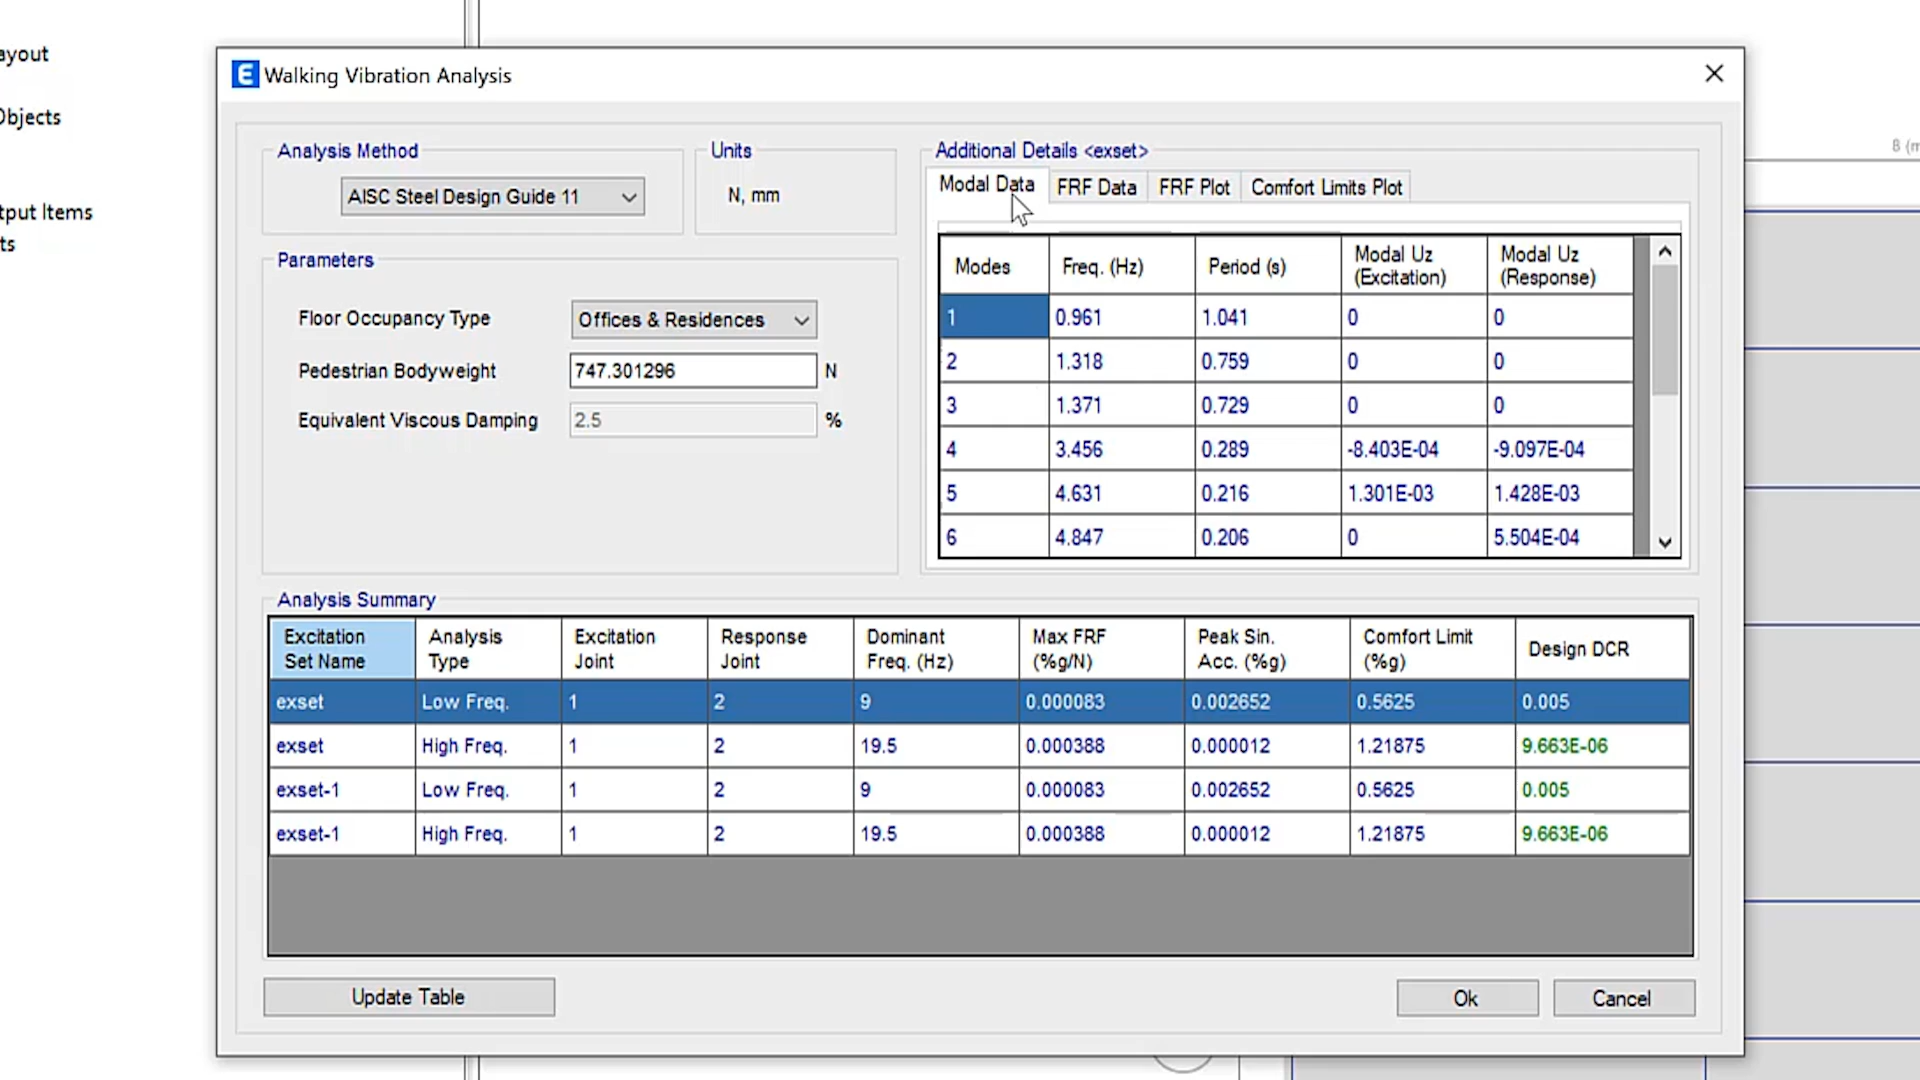 ayout
Objects
tput Items
ts
8 (m
E Walking Vibration Analysis
Analysis Method
AISC Steel Design Guide 11
Units
N, mm
Parameters
Floor Occupancy Type Offices & Residences
Pedestrian Bodyweight 747.301296 N
Equivalent Viscous Damping 2.5 %
Additional Details <exset>
Modal Data FRF Data FRF Plot Comfort Limits Plot
Modes Freq. (Hz) Period (s) Modal Uz (Excitation) Modal Uz (Response)
1 0.961 1.041 0 0
2 1.318 0.759 0 0
3 1.371 0.729 0 0
4 3.456 0.289 -8.403E-04 -9.097E-04
5 4.631 0.216 1.301E-03 1.428E-03
6 4.847 0.206 0 5.504E-04
Analysis Summary
Excitation Set Name Analysis Type Excitation Joint Response Joint Dominant Freq. (Hz) Max FRF (%g/N) Peak Sin. Acc. (%g) Comfort Limit (%g) Design DCR
exset Low Freq. 1 2 9 0.000083 0.002652 0.5625 0.005
exset High Freq. 1 2 19.5 0.000388 0.000012 1.21875 9.663E-06
exset-1 Low Freq. 1 2 9 0.000083 0.002652 0.5625 0.005
exset-1 High Freq. 1 2 19.5 0.000388 0.000012 1.21875 9.663E-06
Update Table Ok Cancel